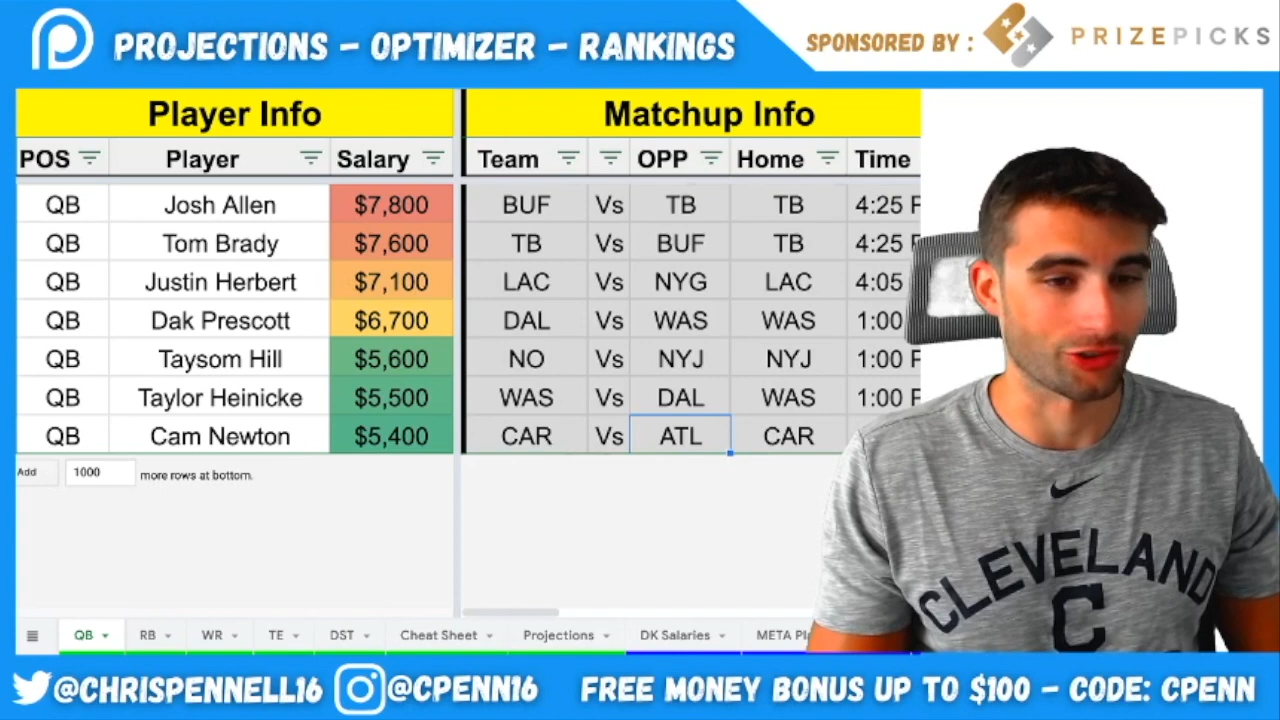 PROJECTIONS - OPTIMIZER - RANKINGS
SPONSORED BY : PRIZEPICKS
Player Info Matchup Info
POS Player Salary Team OPP Home Time
QB Josh Allen $7,800 BUF Vs TB TB 4:25
QB Tom Brady $7,600 TB Vs BUF TB 4:25
QB Justin Herbert $7,100 LAC Vs NYG LAC 4:05
QB Dak Prescott $6,700 DAL Vs WAS WAS 1:00
QB Taysom Hill $5,600 NO Vs NYJ NYJ 1:00
QB Taylor Heinicke $5,500 WAS Vs DAL WAS 1:00
QB Cam Newton $5,400 CAR Vs ATL CAR
Add 1000 more rows at bottom.
CLEVELAND
C
QB RB WR TE DST Cheat Sheet Projections DK Salaries META
@CHRISPENNELL16 @CPENN16 FREE MONEY BONUS UP TO $100 - CODE: CPENN